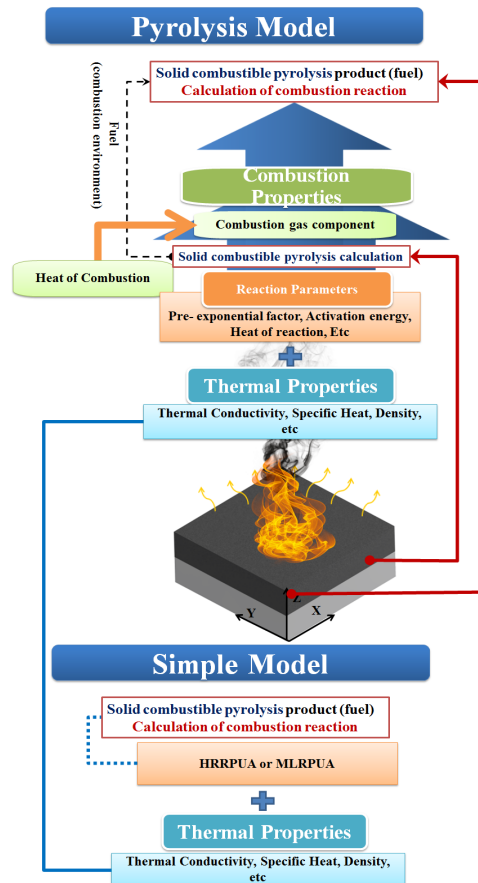 Pyrolysis Model
Solid combustible pyrolysis product (fuel)
Calculation of combustion reaction
Fuel
(combustion environment)
Combustion
Properties
Combustion gas component
Solid combustible pyrolysis calculation
Heat of Combustion
Reaction Parameters
Pre- exponential factor, Activation energy,
Heat of reaction, Etc
Thermal Properties
Thermal Conductivity, Specific Heat, Density,
etc
Z
Y
X
Simple Model
Solid combustible pyrolysis product (fuel)
Calculation of combustion reaction
HRRPUA or MLRPUA
Thermal Properties
Thermal Conductivity, Specific Heat, Density,
etc